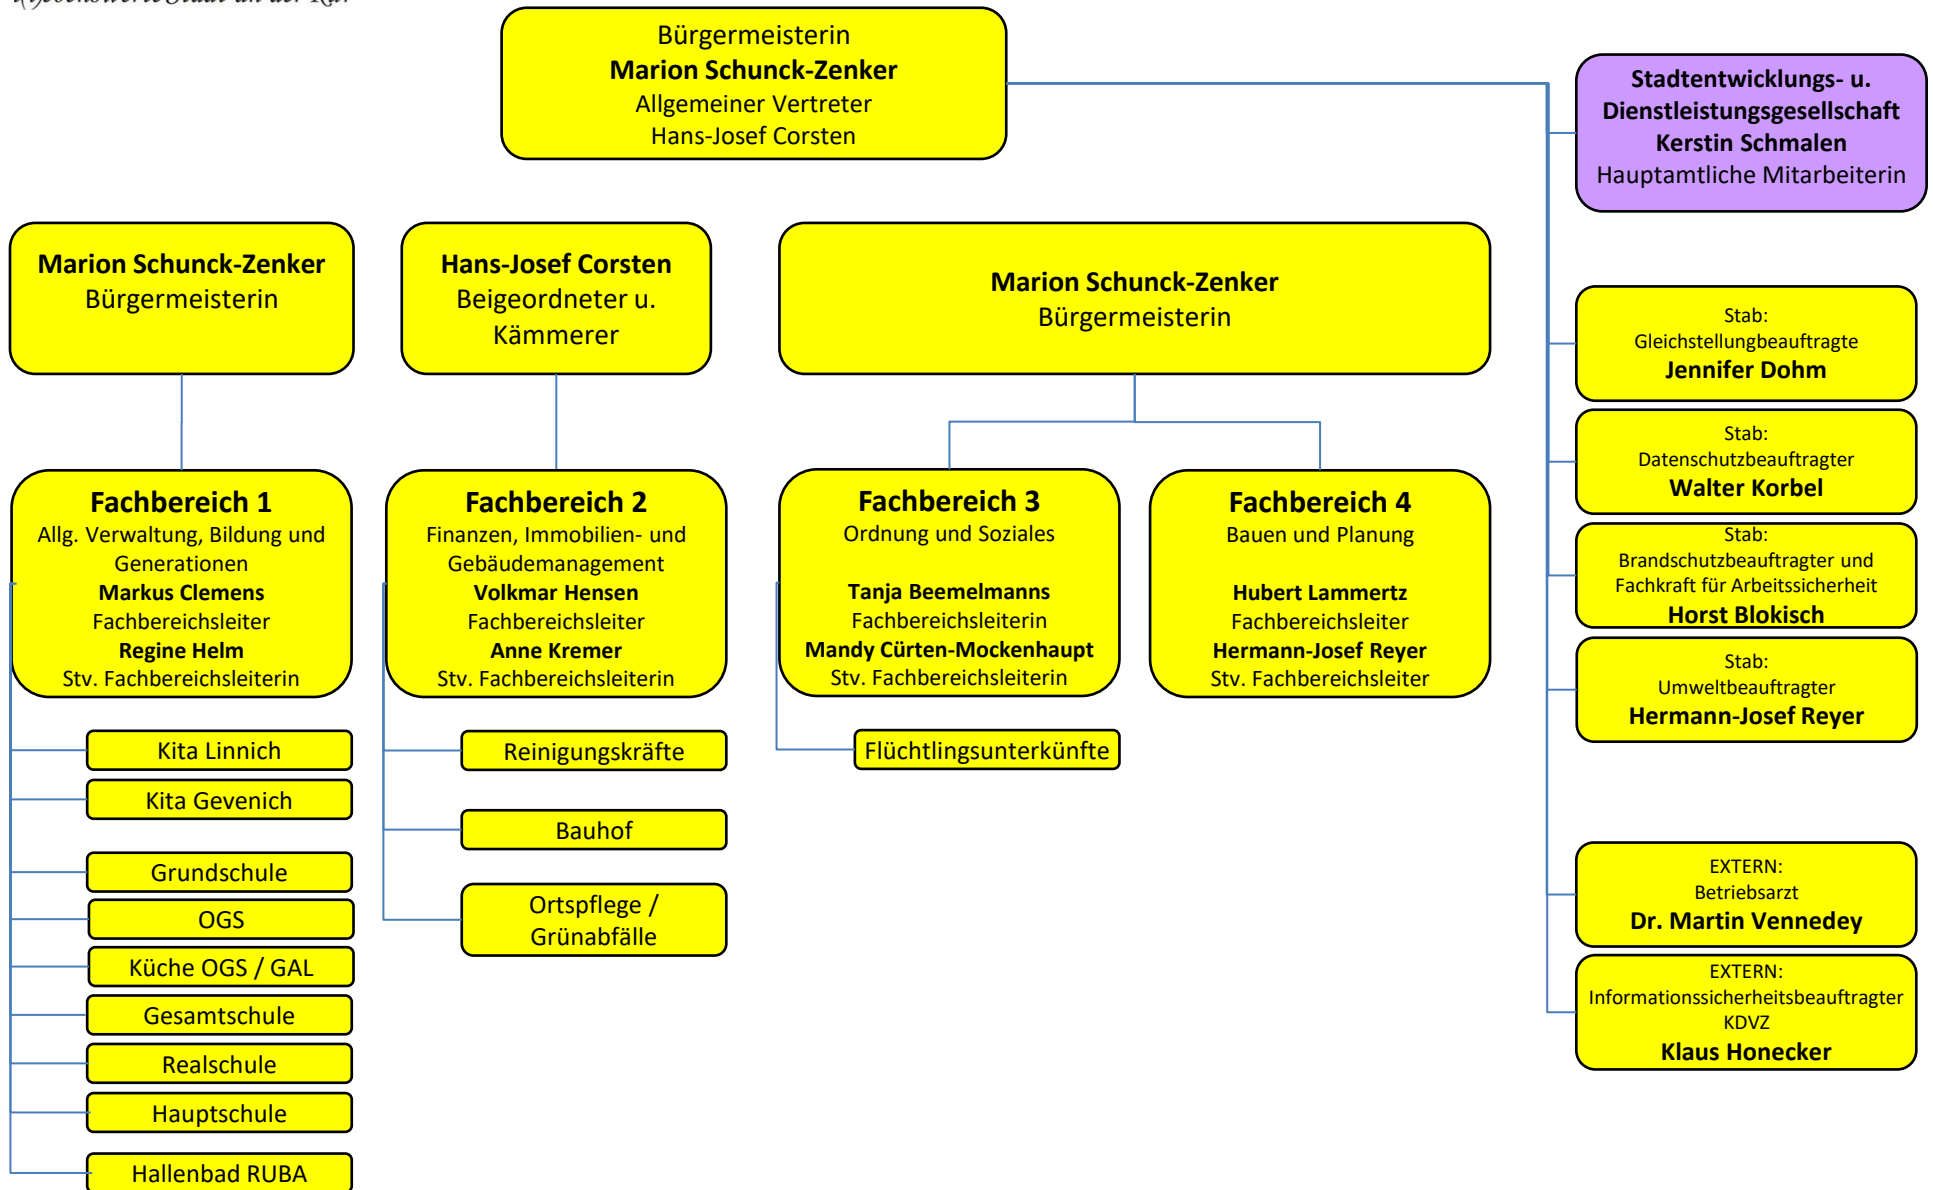 Bürgermeisterin
Marion Schunck-Zenker
Allgemeiner Vertreter
Hans-Josef Corsten
Stadtentwicklungs- u.
Dienstleistungsgesellschaft
Kerstin Schmalen
Hauptamtliche Mitarbeiterin
Marion Schunck-Zenker
Bürgermeisterin
Hans-Josef Corsten
Beigeordneter u.
Kämmerer
Marion Schunck-Zenker
Bürgermeisterin
Fachbereich 1
Allg. Verwaltung, Bildung und
Generationen
Markus Clemens
Fachbereichsleiter
Regine Helm
Stv. Fachbereichsleiterin
Kita Linnich
Kita Gevenich
Grundschule
OGS
Küche OGS / GAL
Gesamtschule
Realschule
Hauptschule
Hallenbad RUBA
Fachbereich 2
Finanzen, Immobilien- und
Gebäudemanagement
Volkmar Hensen
Fachbereichsleiter
Anne Kremer
Stv. Fachbereichsleiterin
Reinigungskräfte
Bauhof
Ortspflege /
Grünabfälle
Fachbereich 3
Ordnung und Soziales
Tanja Beemelmanns
Fachbereichsleiterin
Mandy Cürten-Mockenhaupt
Stv. Fachbereichsleiterin
Flüchtlingsunterkünfte
Fachbereich 4
Bauen und Planung
Hubert Lammertz
Fachbereichsleiter
Hermann-Josef Reyer
Stv. Fachbereichsleiter
Stab:
Gleichstellungbeauftragte
Jennifer Dohm
Stab:
Datenschutzbeauftragter
Walter Korbel
Stab:
Brandschutzbeauftragter und
Fachkraft für Arbeitssicherheit
Horst Blokisch
Stab:
Umweltbeauftragter
Hermann-Josef Reyer
EXTERN:
Betriebsarzt
Dr. Martin Vennedey
EXTERN:
Informationssicherheitsbeauftragter
KDVZ
Klaus Honecker